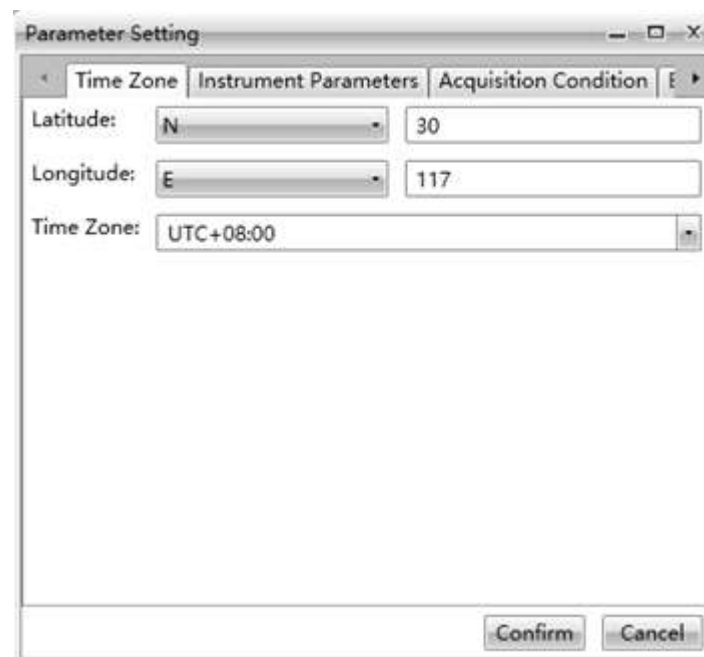 Parameter Setting
Time Zone Instrument Parameters Acquisition Condition
Latitude: N 30
Longitude: E 117
Time Zone: UTC+08:00
Confirm Cancel